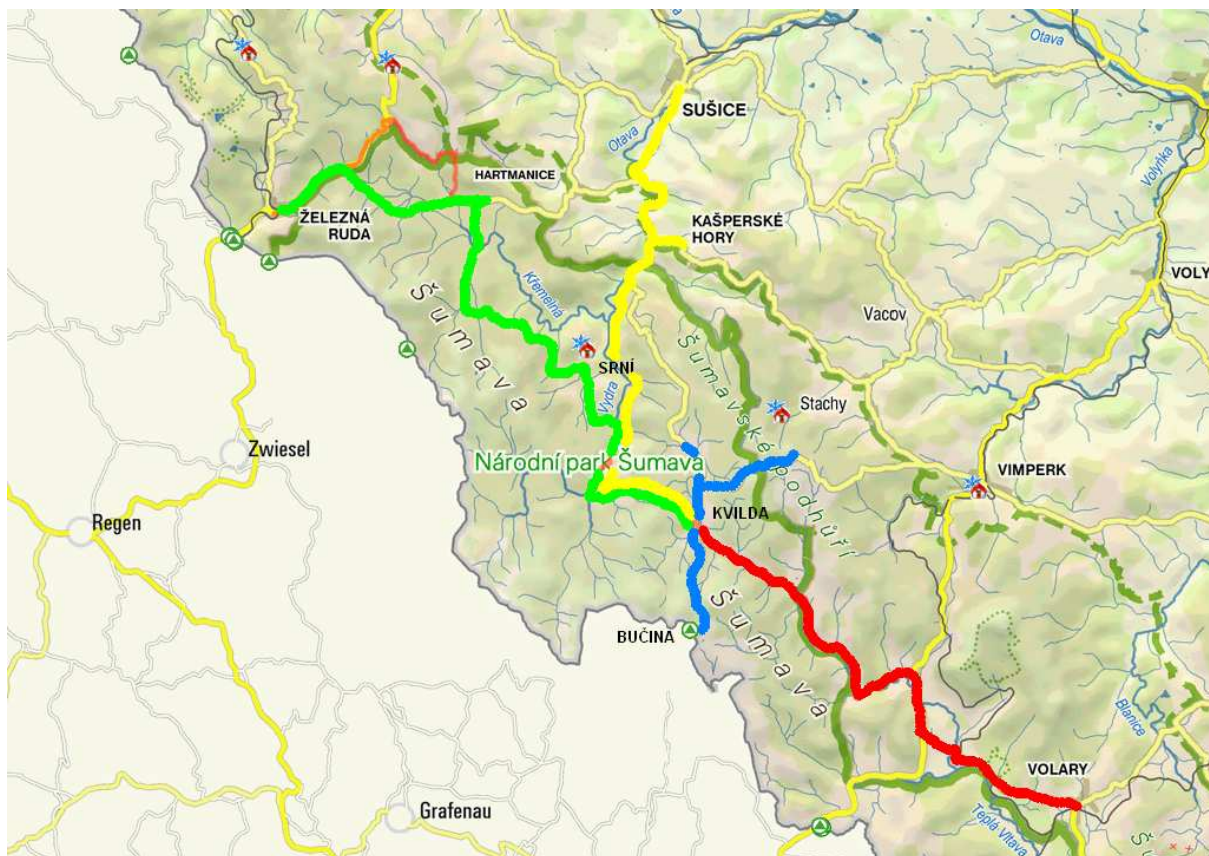 Otava
Otava
SUŠICE
Volyňka
HARTMANICE
ŽELEZNÁ
RUDA
KAŠPERSKÉ
HORY
VOLY
Křemelná
Šumava
Vacov
SRNÍ
Vydra
Šumavské podhůří
Stachy
Zwiesel
Národní park Šumava
VIMPERK
Regen
KVILDA
Šumava
BUČINA
Blanice
VOLARY
Grafenau
Teplá Vltava